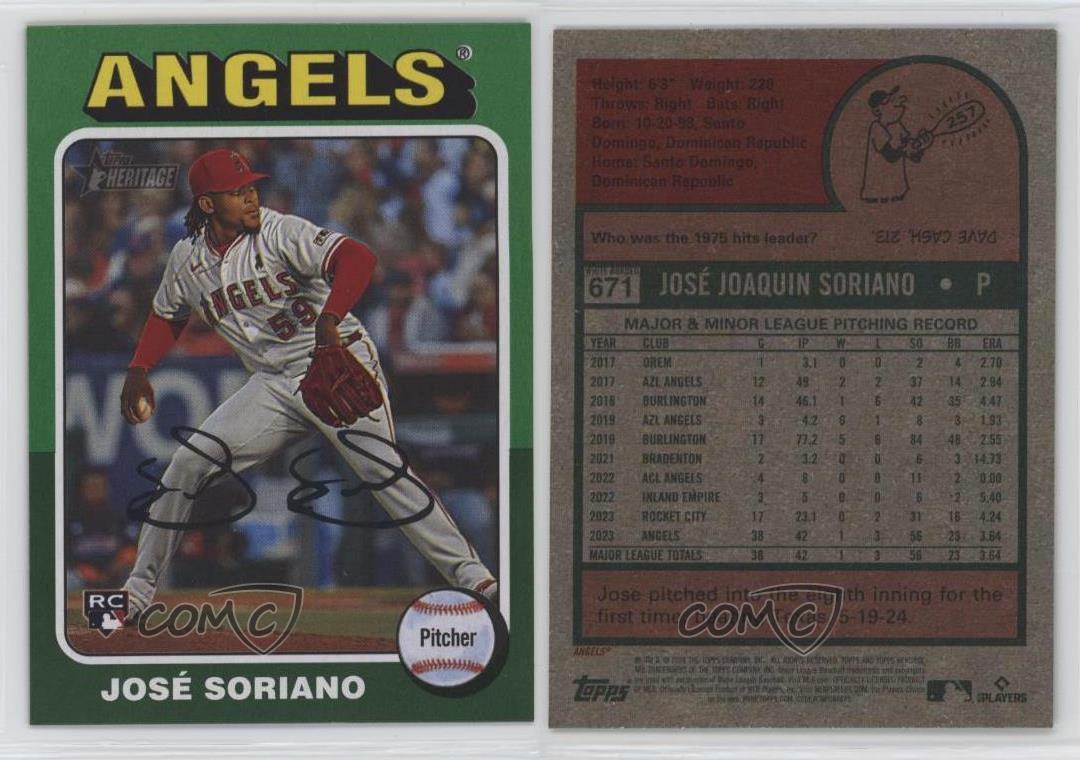 ANGELS®
Topps
HERITAGE
ANGELS
59
RC
Pitcher
JOSÉ SORIANO
COMC
Height: 6'3" Weight: 220
Throws: Right Bats: Right
Born: 10-20-98, Santo
Domingo, Dominican Republic
Home: Santo Domingo,
Dominican Republic
257
Who was the 1975 hits leader?
DAVE CASH, 213.
671
JOSÉ JOAQUIN SORIANO • P
MAJOR & MINOR LEAGUE PITCHING RECORD
YEAR CLUB G IP W L SO BB ERA
2017 OREM 1 3.1 0 0 2 4 2.70
2017 AZL ANGELS 12 49 2 2 37 14 2.94
2018 BURLINGTON 14 46.1 1 6 42 35 4.47
2019 AZL ANGELS 3 4.2 0 1 8 3 1.93
2019 BURLINGTON 17 77.2 5 6 84 48 2.55
2021 BRADENTON 2 3.2 0 0 6 3 14.73
2022 ACL ANGELS 4 6 0 0 11 2 0.00
2022 INLAND EMPIRE 3 5 0 0 6 2 5.40
2023 ROCKET CITY 17 23.1 0 2 31 16 4.24
2023 ANGELS 38 42 1 3 56 23 3.64
MAJOR LEAGUE TOTALS 38 42 1 3 56 23 3.64
Jose pitched into the eighth inning for the
first time Texas 5-19-24.
COMC
ANGELS®
Topps
PLAYERS